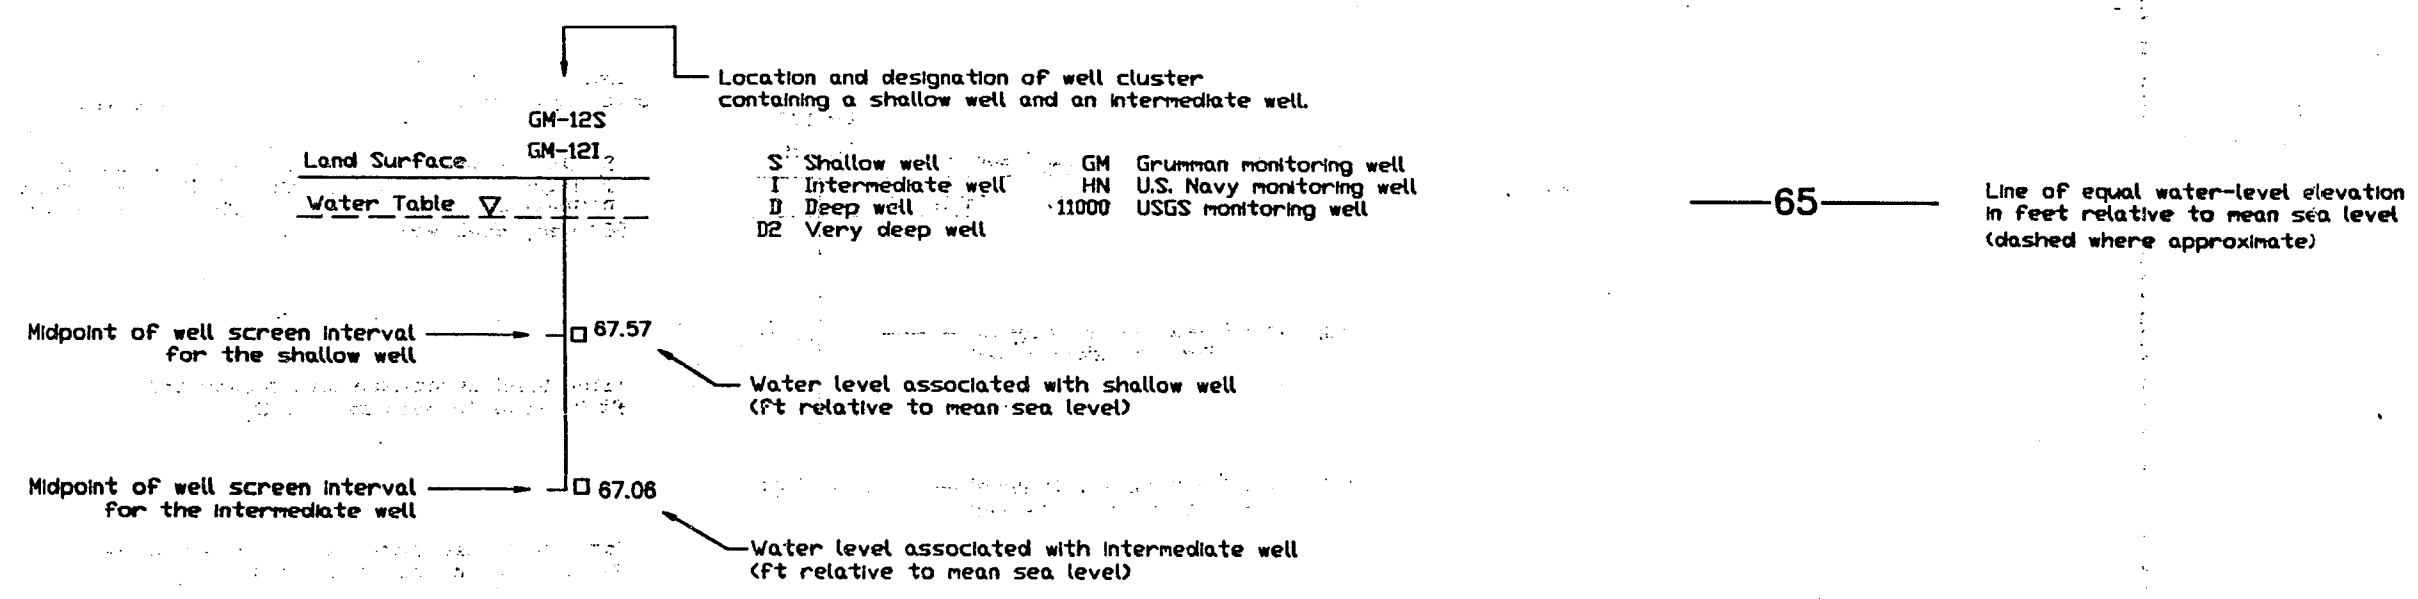 Location and designation of well cluster
containing a shallow well and an intermediate well.
GM-12S
GM-12I
Land Surface
Water Table
S Shallow well
I Intermediate well
D Deep well
D2 Very deep well
GM Grumman monitoring well
HN U.S. Navy monitoring well
11000 USGS monitoring well
65
Line of equal water-level elevation
in feet relative to mean sea level
(dashed where approximate)
Midpoint of well screen interval
for the shallow well
67.57
Water level associated with shallow well
(ft relative to mean sea level)
Midpoint of well screen interval
for the intermediate well
67.06
Water level associated with intermediate well
(ft relative to mean sea level)